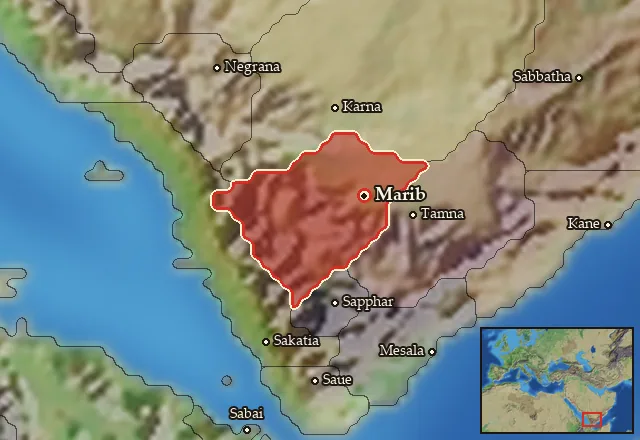 Negrana
Sabbatha
Karna
Marib
Tamna
Kane
Sapphar
Sakatia
Mesala
Saue
Sabai